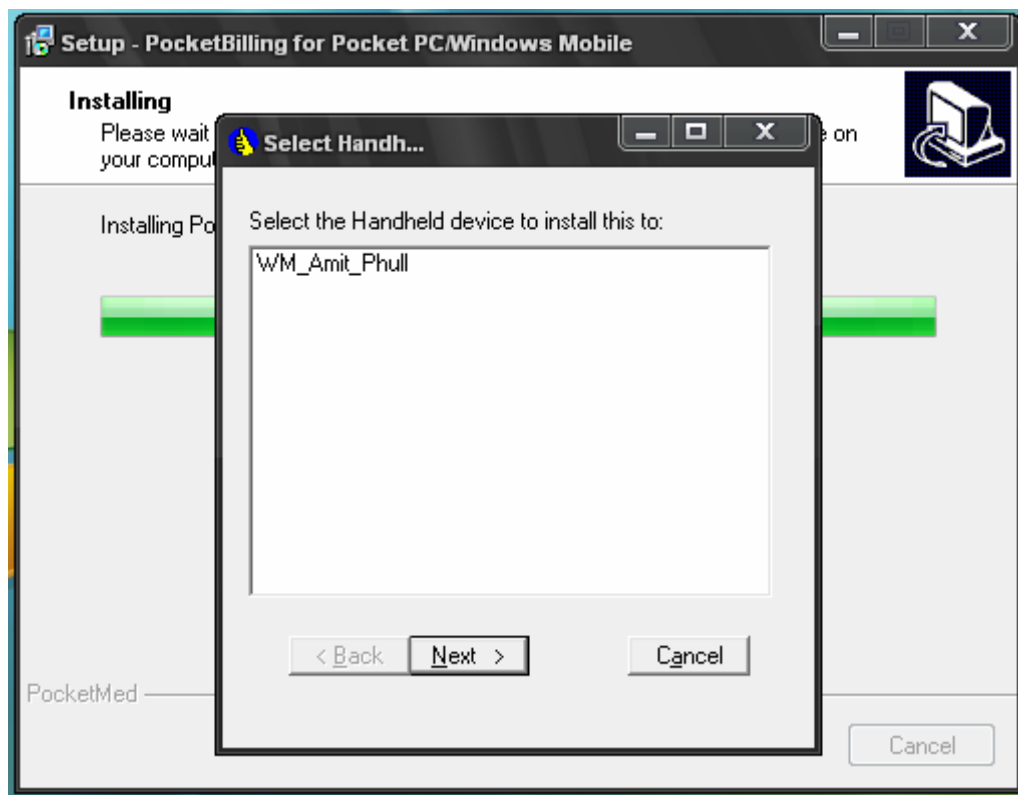 Setup - PocketBilling for Pocket PC/Windows Mobile
Installing
Please wait
e on
your comput
Select Handh...
Installing Po
Select the Handheld device to install this to:
WM_Amit_Phull
< Back
Next >
Cancel
PocketMed
Cancel